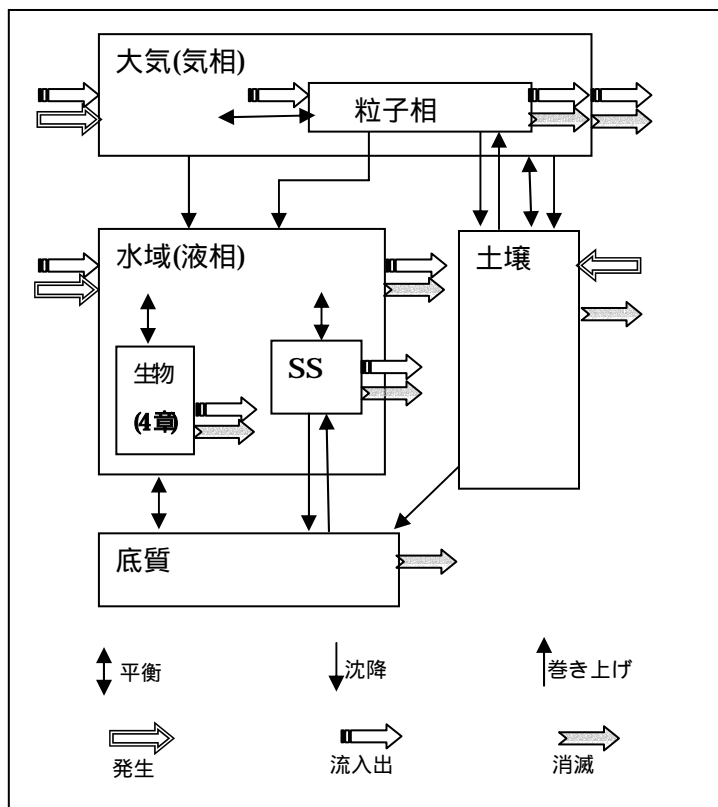 大気(気相)
粒子相
水域(液相)
土壌
生物
(4章)
SS
底質
平衡
沈降
巻き上げ
発生
流入出
消滅